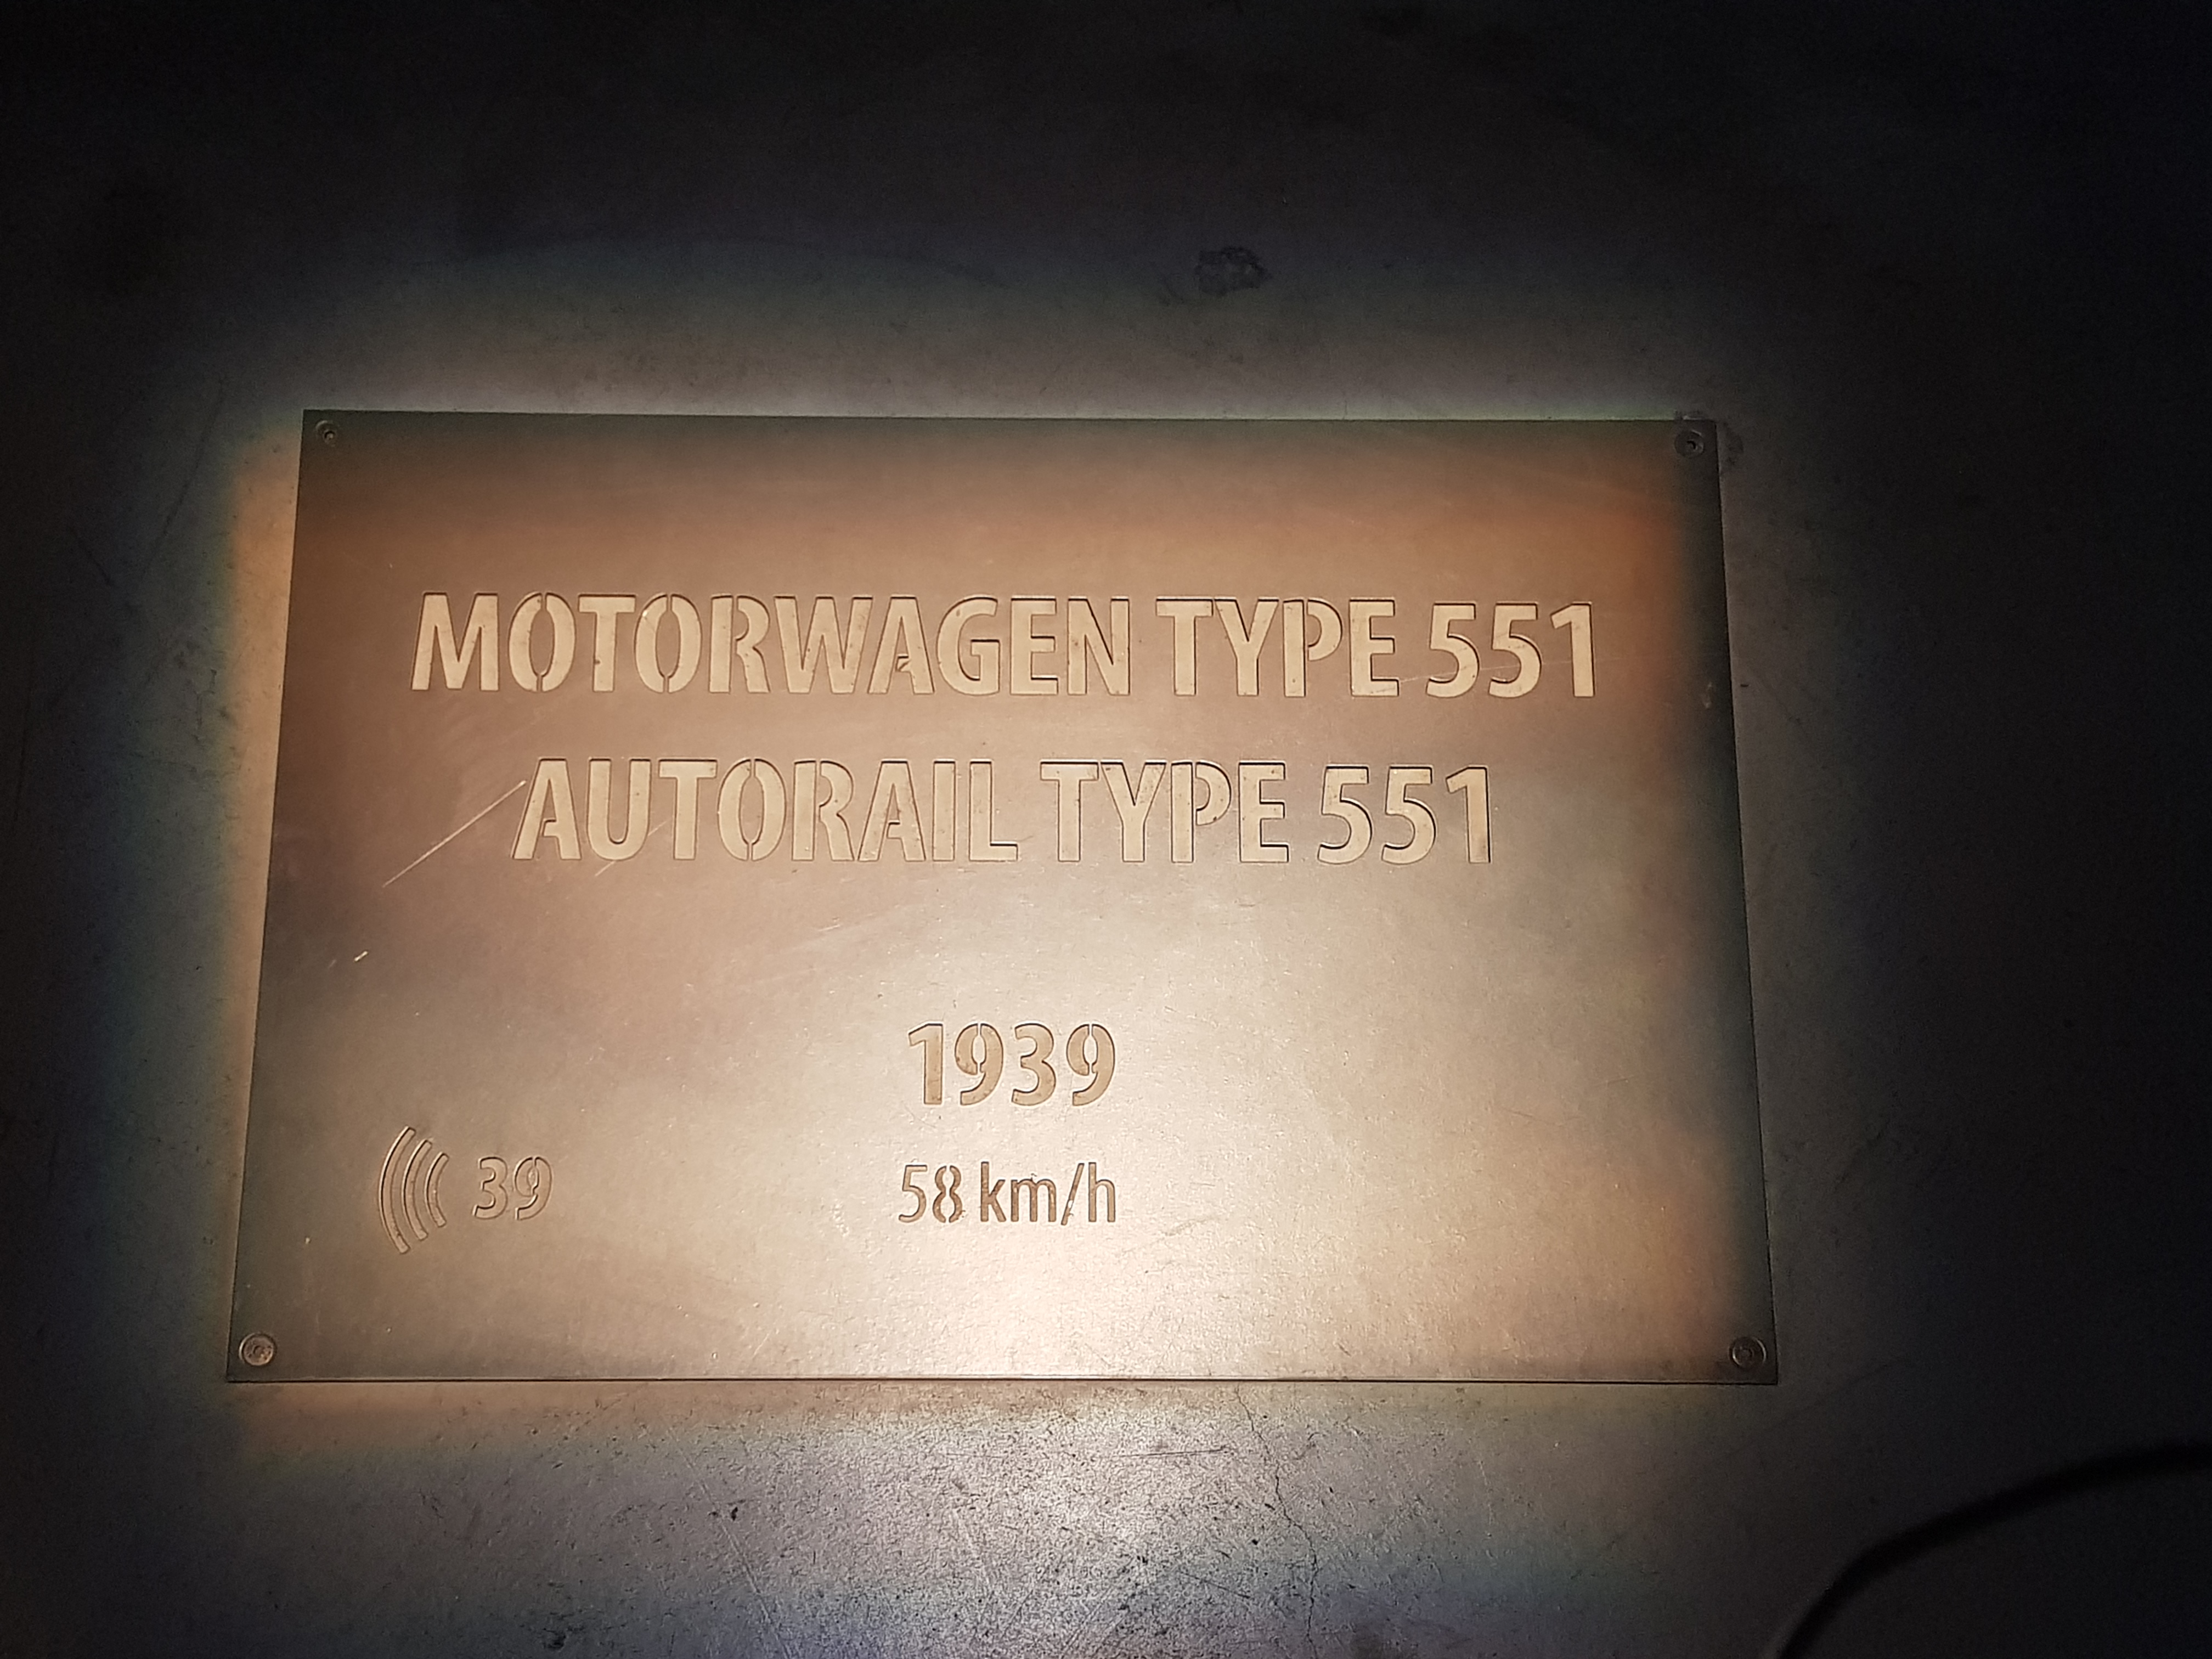 MOTORWAGEN TYPE 551
AUTORAIL TYPE 551
1939
58 km/h
39